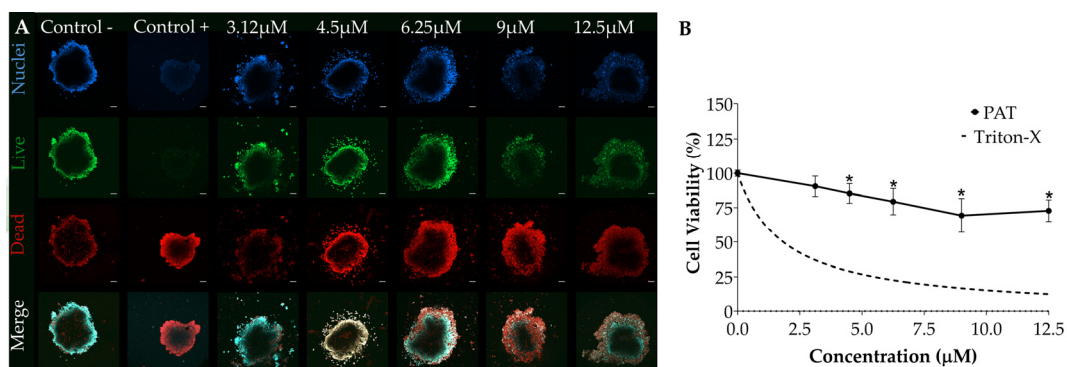 A Control - Control + 3.12µM 4.5µM 6.25µM 9µM 12.5µM
Nuclei
Live
Dead
Merge
B
150
125
100
75
50
25
0
0.0 2.5 5.0 7.5 10.0 12.5
Cell Viability (%)
Concentration (µM)
PAT
Triton-X
* * * *